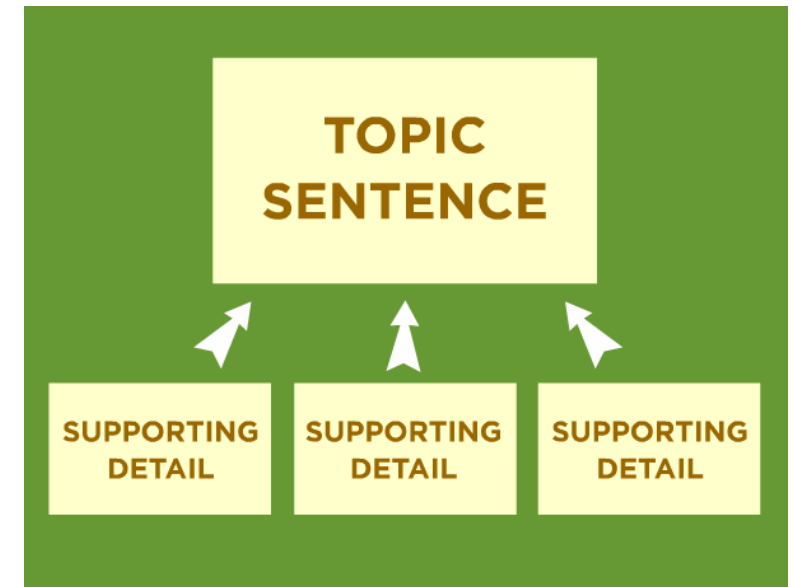 TOPIC
SENTENCE
SUPPORTING
DETAIL
SUPPORTING
DETAIL
SUPPORTING
DETAIL